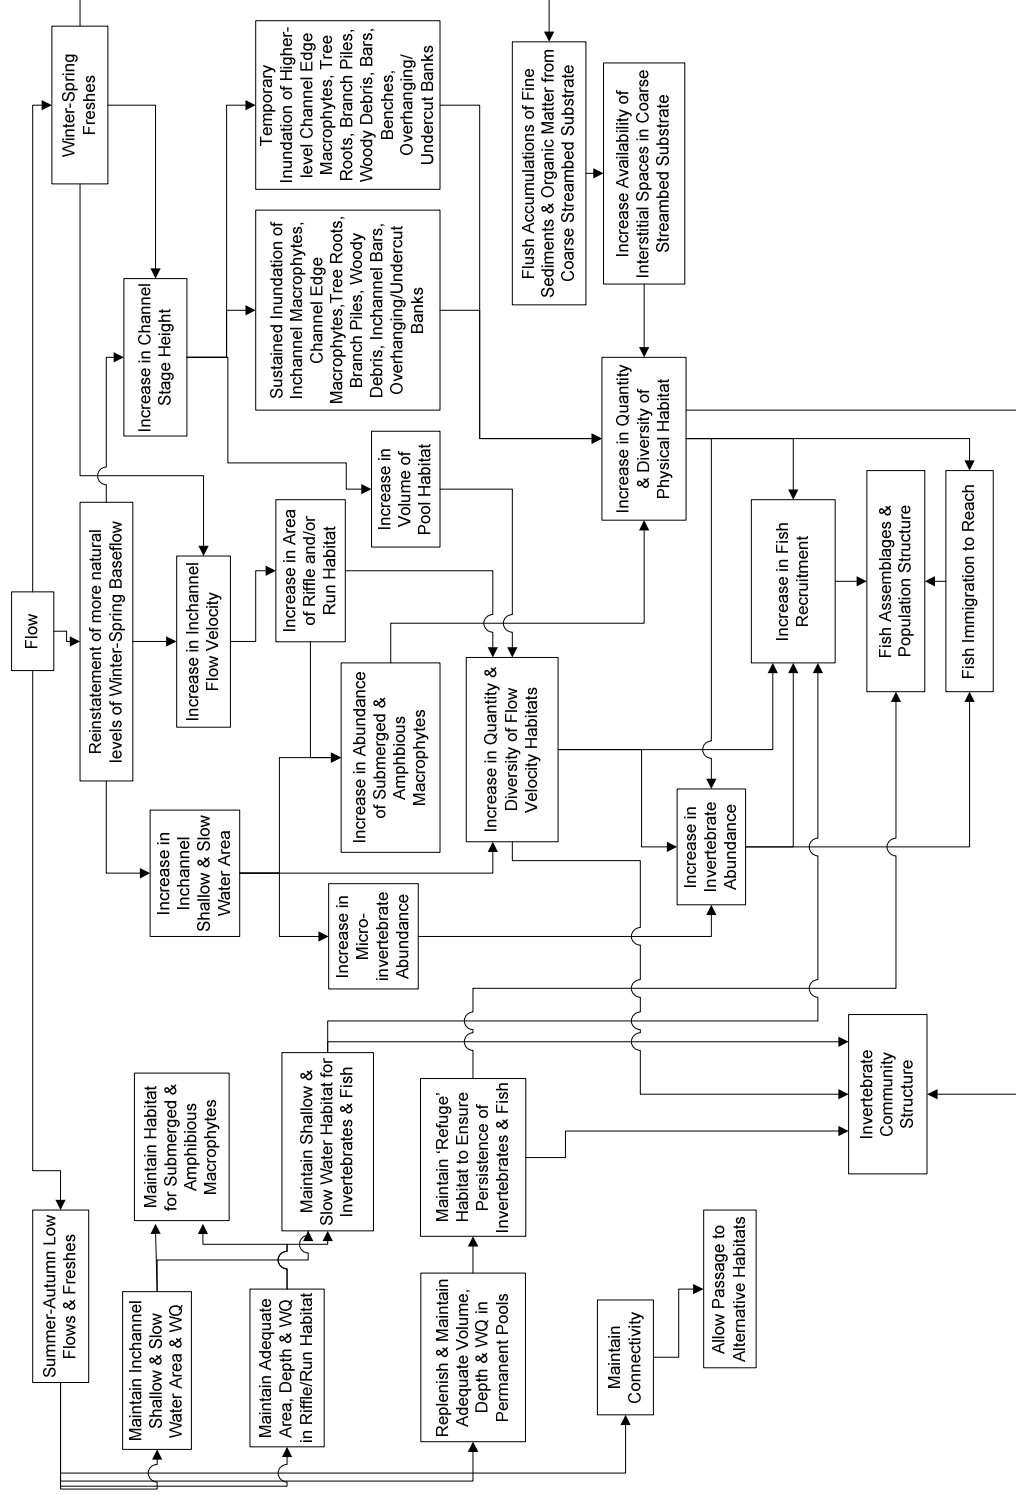 Flow
Summer-Autumn Low
Flows & Freshes
Reinstatement of more natural
levels of Winter-Spring Baseflow
Winter-Spring
Freshes
Maintain Inchannel
Shallow & Slow
Water Area & WQ
Maintain Habitat
for Submerged &
Amphibious
Macrophytes
Increase in
Inchannel
Shallow & Slow
Water Area
Increase in Inchannel
Flow Velocity
Increase in Channel
Stage Height
Maintain Adequate
Area, Depth & WQ
in Riffle/Run Habitat
Maintain Shallow &
Slow Water Habitat for
Invertebrates & Fish
Increase in Area
of Riffle and/or
Run Habitat
Sustained Inundation of
Inchannel Macrophytes,
Channel Edge
Macrophytes,Tree Roots,
Branch Piles, Woody
Debris, Inchannel Bars,
Overhanging/Undercut
Banks
Temporary
Inundation of Higher-
level Channel Edge
Macrophytes, Tree
Roots, Branch Piles,
Woody Debris, Bars,
Benches,
Overhanging/
Undercut Banks
Increase in
Micro-
invertebrate
Abundance
Increase in Abundance
of Submerged &
Amphbious
Macrophytes
Increase in
Volume of
Pool Habitat
Replenish & Maintain
Adequate Volume,
Depth & WQ in
Permanent Pools
Maintain ‘Refuge’
Habitat to Ensure
Persistence of
Invertebrates & Fish
Increase in Quantity &
Diversity of Flow
Velocity Habitats
Flush Accumulations of Fine
Sediments & Organic Matter from
Coarse Streambed Substrate
Maintain
Connectivity
Increase in Quantity
& Diversity of
Physical Habitat
Increase Availability of
Interstitial Spaces in Coarse
Streambed Substrate
Allow Passage to
Alternative Habitats
Increase in
Invertebrate
Abundance
Increase in Fish
Recruitment
Invertebrate
Community
Structure
Fish Assemblages &
Population Structure
Fish Immigration to Reach